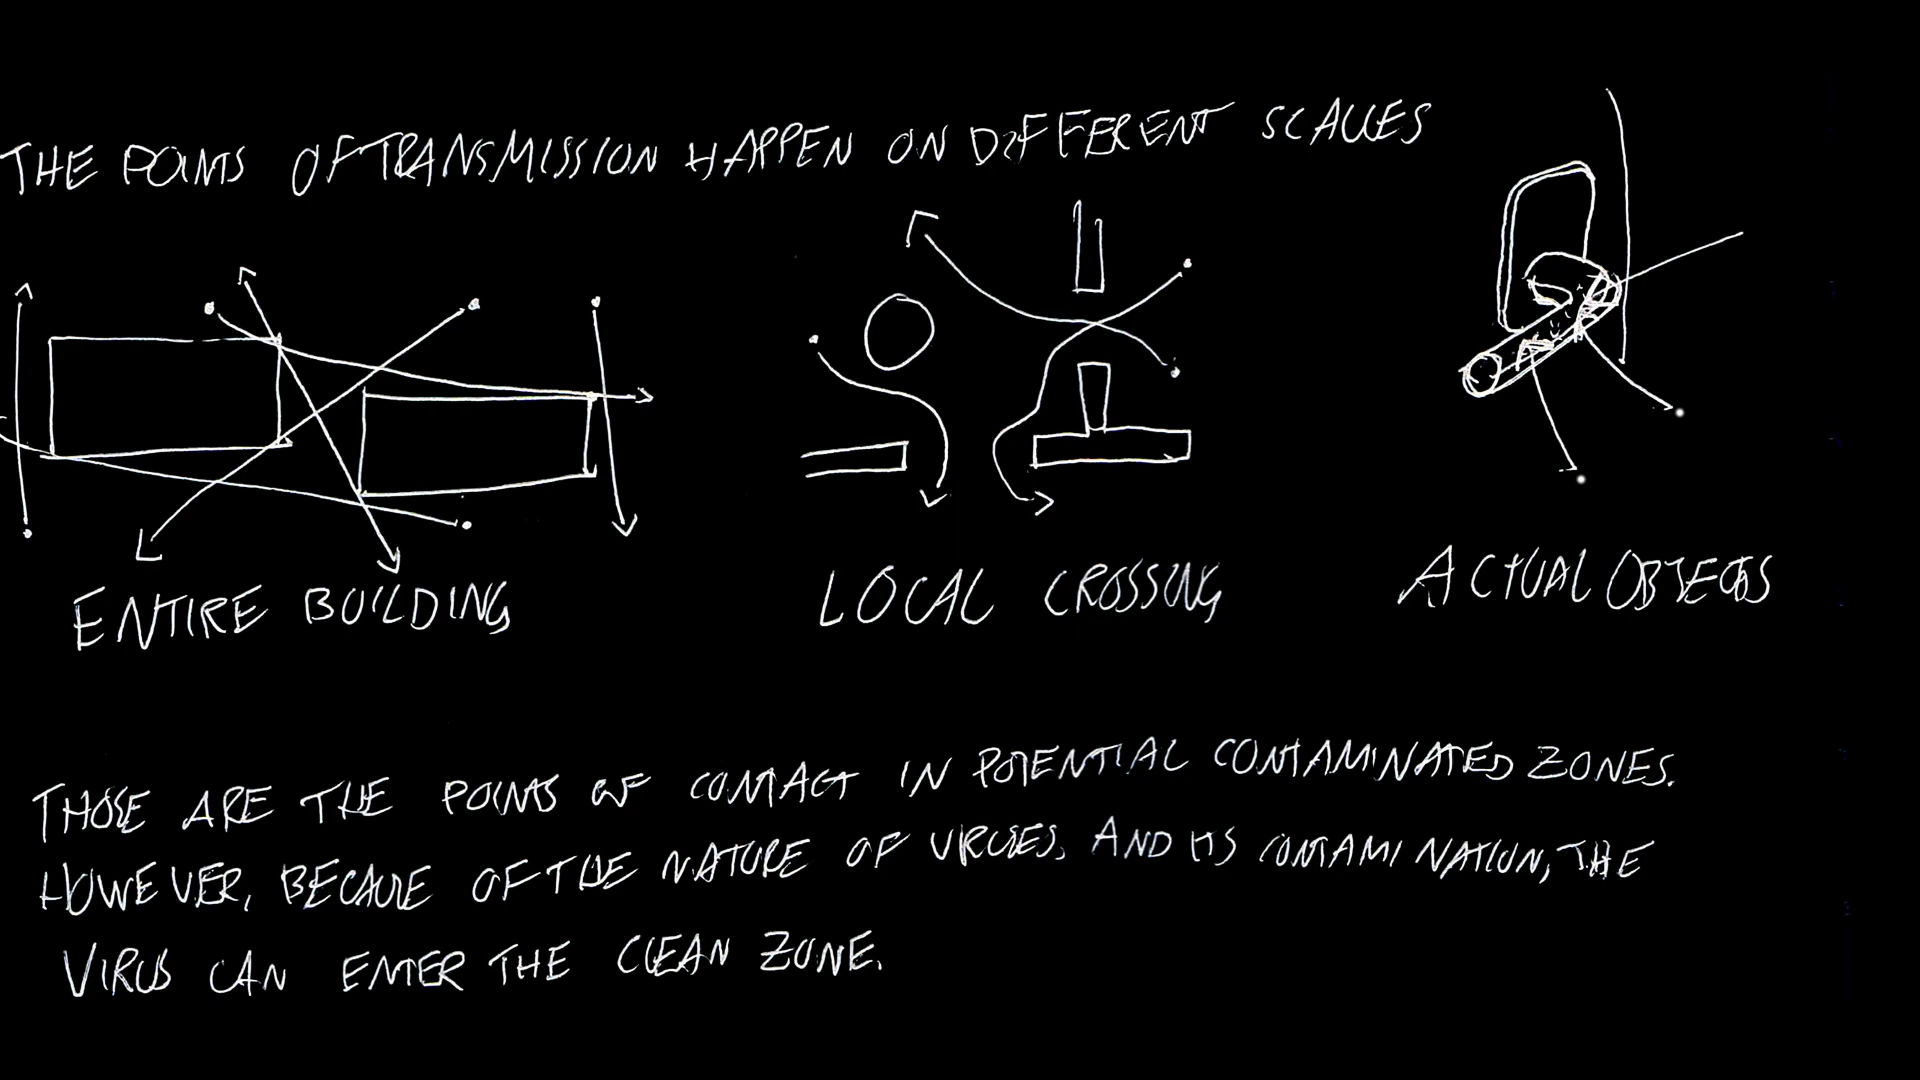 THE POINTS OF TRANSMISSION HAPPEN ON DIFFERENT SCALLES
ENTIRE BUILDING
LOCAL CROSSING
ACTUAL OBJECTS
THOSE ARE THE POINTS OF CONTACT IN POTENTIAL CONTAMINATED ZONES.
HOWEVER, BECAUSE OF THE NATURE OF VIRUSES, AND ITS CONTAMINATION, THE
VIRUS CAN ENTER THE CLEAN ZONE.